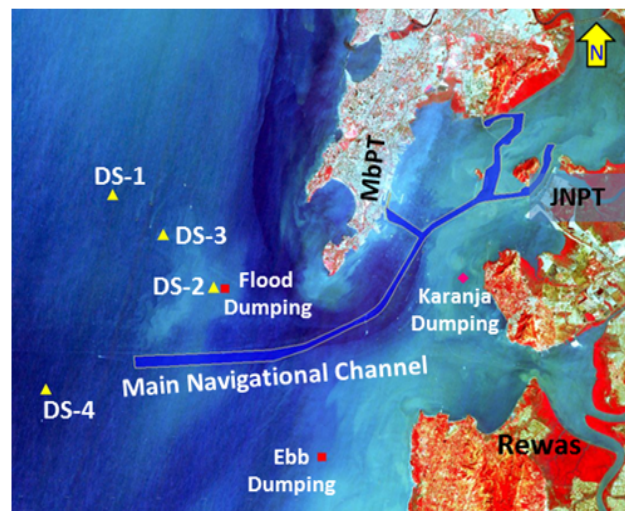 N
MbPT
DS-1
JNPT
DS-3
DS-2
Flood
Dumping
Karanja
Dumping
Main Navigational Channel
DS-4
Rewas
Ebb
Dumping